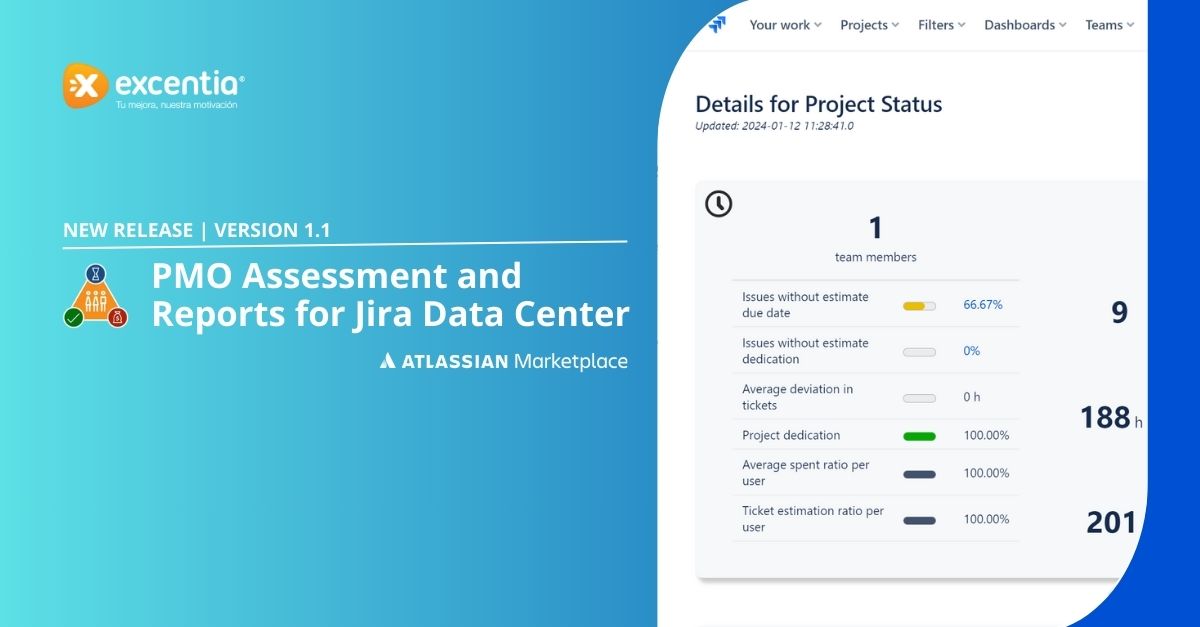 excentia®
Tu mejora, nuestra motivación
NEW RELEASE | VERSION 1.1
PMO Assessment and
Reports for Jira Data Center
ATLASSIAN Marketplace
Your work Projects Filters Dashboards Teams
Details for Project Status
Updated: 2024-01-12 11:28:41.0
1
team members
Issues without estimate
due date
66.67%
Issues without estimate
dedication
0%
Average deviation in
tickets
0 h
Project dedication
100.00%
Average spent ratio per
user
100.00%
Ticket estimation ratio per
user
100.00%
9
188 h
201